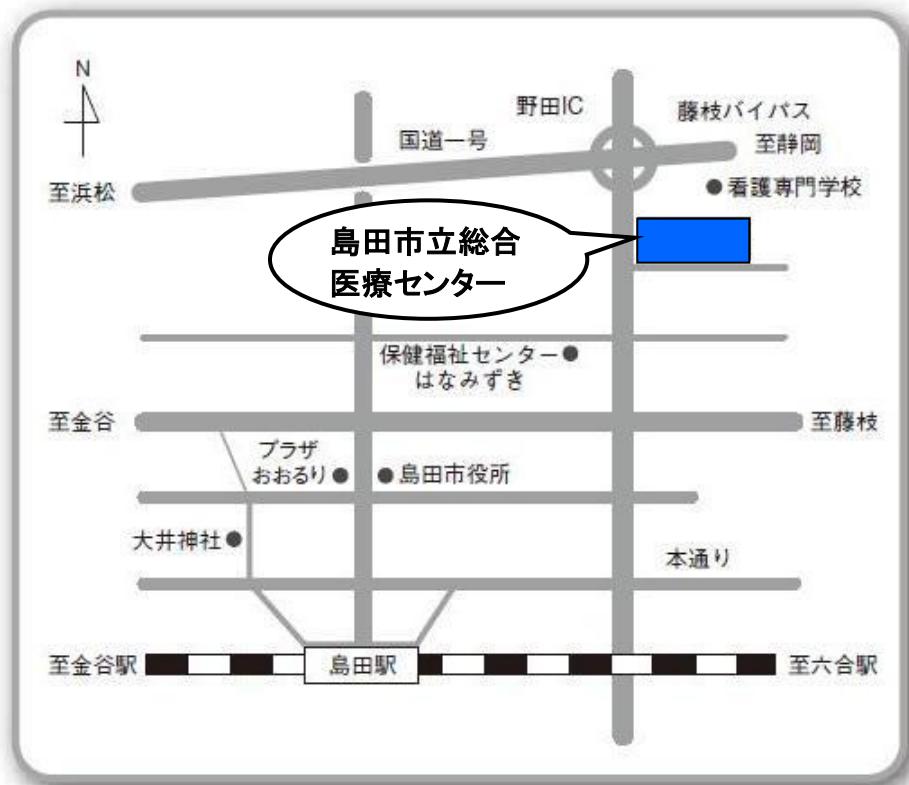 N
野田IC
藤枝バイパス
国道一号
至静岡
至浜松
看護専門学校
島田市立総合
医療センター
保健福祉センター
はなみずき
至金谷
至藤枝
プラザ
おおるり
島田市役所
大井神社
本通り
至金谷駅
島田駅
至六合駅